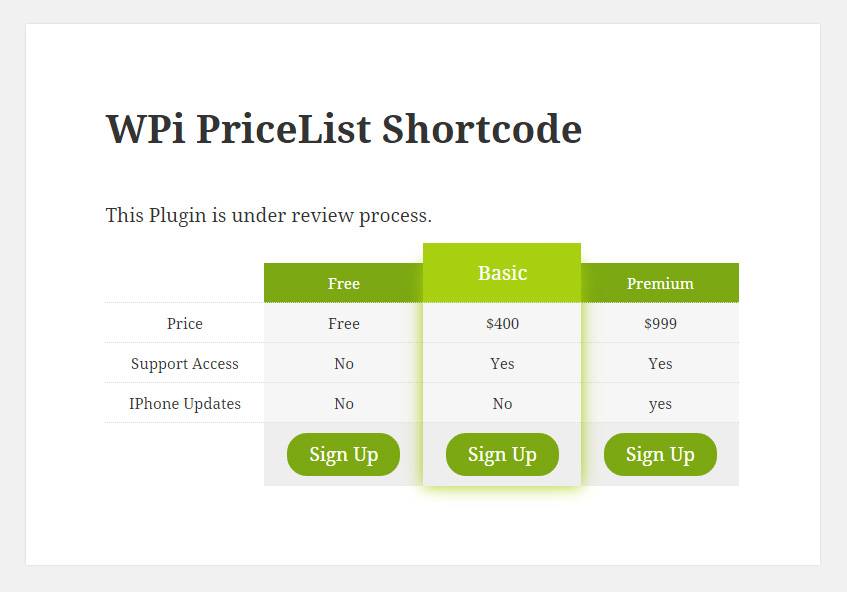 WPi PriceList Shortcode
This Plugin is under review process.
Free Basic Premium
Price Free $400 $999
Support Access No Yes Yes
IPhone Updates No No yes
Sign Up Sign Up Sign Up